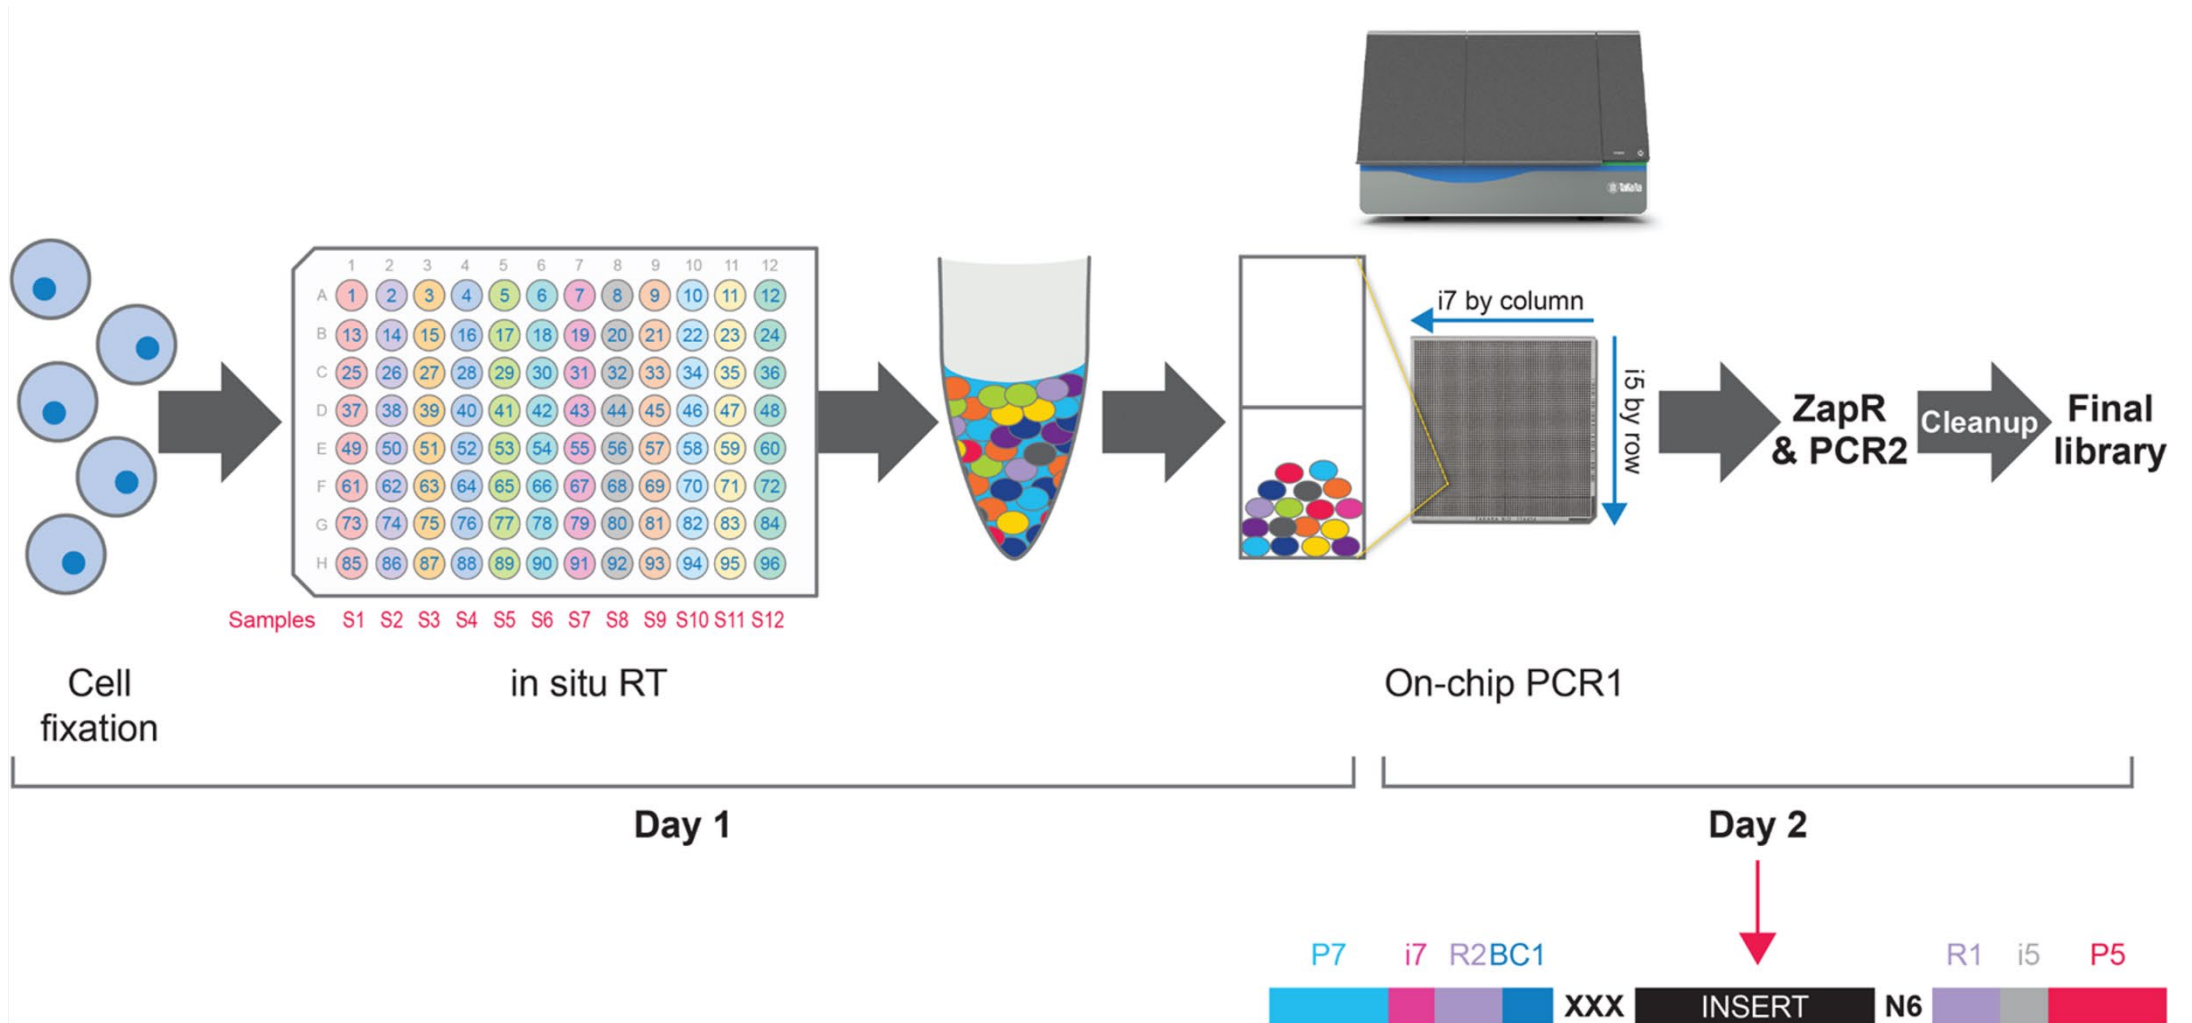 TaKaRa
i7 by column
i5 by row
1 2 3 4 5 6 7 8 9 10 11 12
A 1 2 3 4 5 6 7 8 9 10 11 12
B 13 14 15 16 17 18 19 20 21 22 23 24
C 25 26 27 28 29 30 31 32 33 34 35 36
D 37 38 39 40 41 42 43 44 45 46 47 48
E 49 50 51 52 53 54 55 56 57 58 59 60
F 61 62 63 64 65 66 67 68 69 70 71 72
G 73 74 75 76 77 78 79 80 81 82 83 84
H 85 86 87 88 89 90 91 92 93 94 95 96
Samples S1 S2 S3 S4 S5 S6 S7 S8 S9 S10 S11 S12
ZapR
& PCR2
Cleanup
Final
library
Cell
fixation
in situ RT
On-chip PCR1
Day 1
Day 2
P7 i7 R2 BC1 R1 i5 P5
XXX INSERT N6